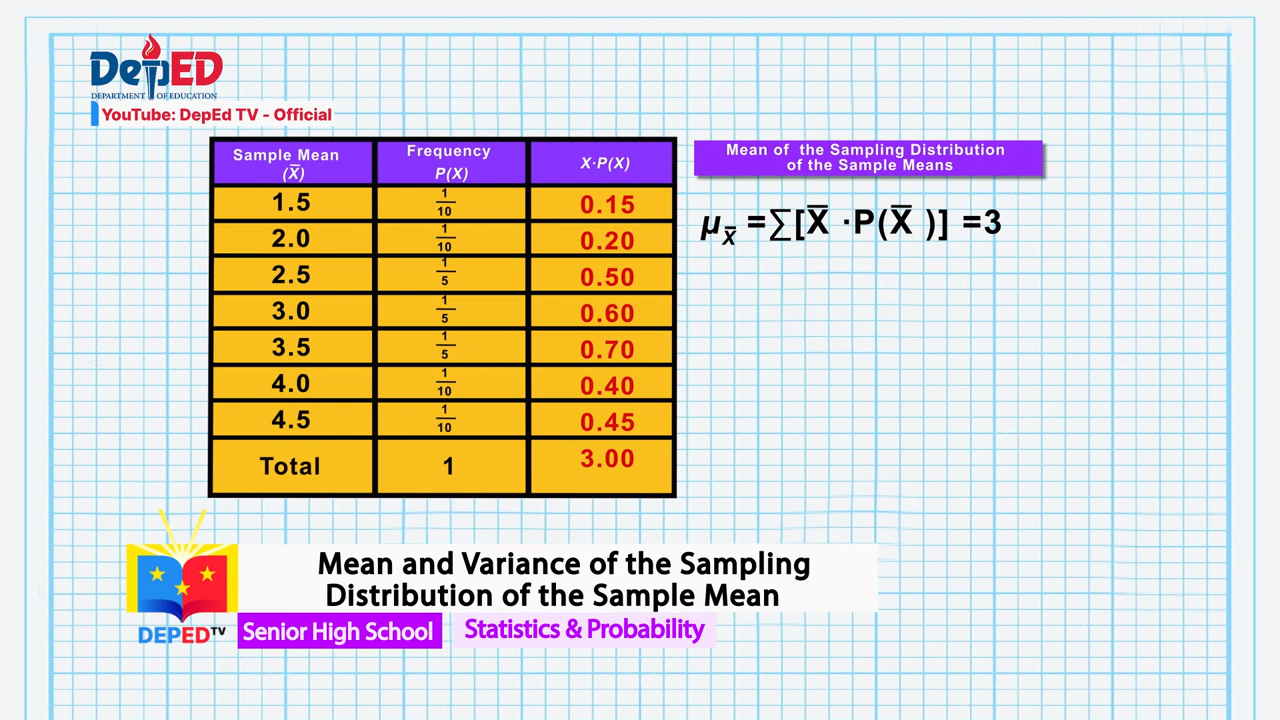 DepED
DEPARTMENT OF EDUCATION
YouTube: DepEd TV - Official
Sample Mean (X̅) Frequency P(X) X·P(X)
1.5 1/10 0.15
2.0 1/10 0.20
2.5 1/5 0.50
3.0 1/5 0.60
3.5 1/5 0.70
4.0 1/10 0.40
4.5 1/10 0.45
Total 1 3.00
Mean of the Sampling Distribution
of the Sample Means
μX̅ =∑[X̅ ·P(X̅ )] =3
Mean and Variance of the Sampling
Distribution of the Sample Mean
DEPED TV
Senior High School Statistics & Probability